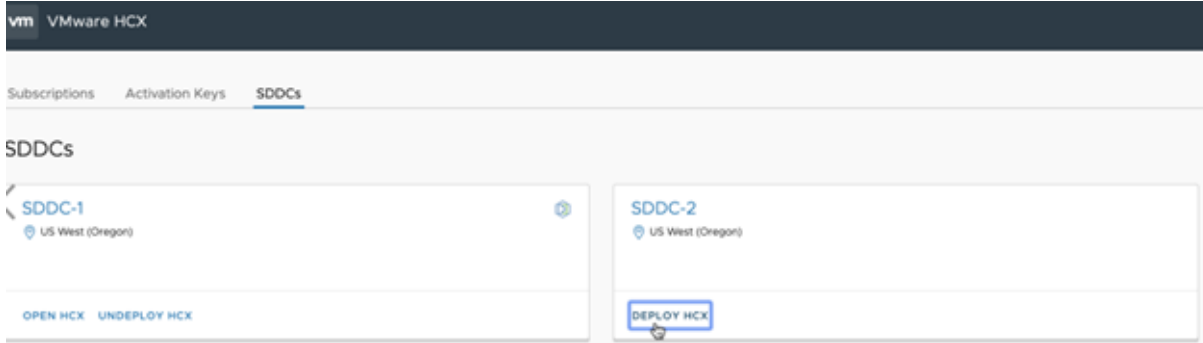 vm VMware HCX
Subscriptions Activation Keys SDDCs
SDDCs
SDDC-1
US West (Oregon)
OPEN HCX UNDEPLOY HCX
SDDC-2
US West (Oregon)
DEPLOY HCX